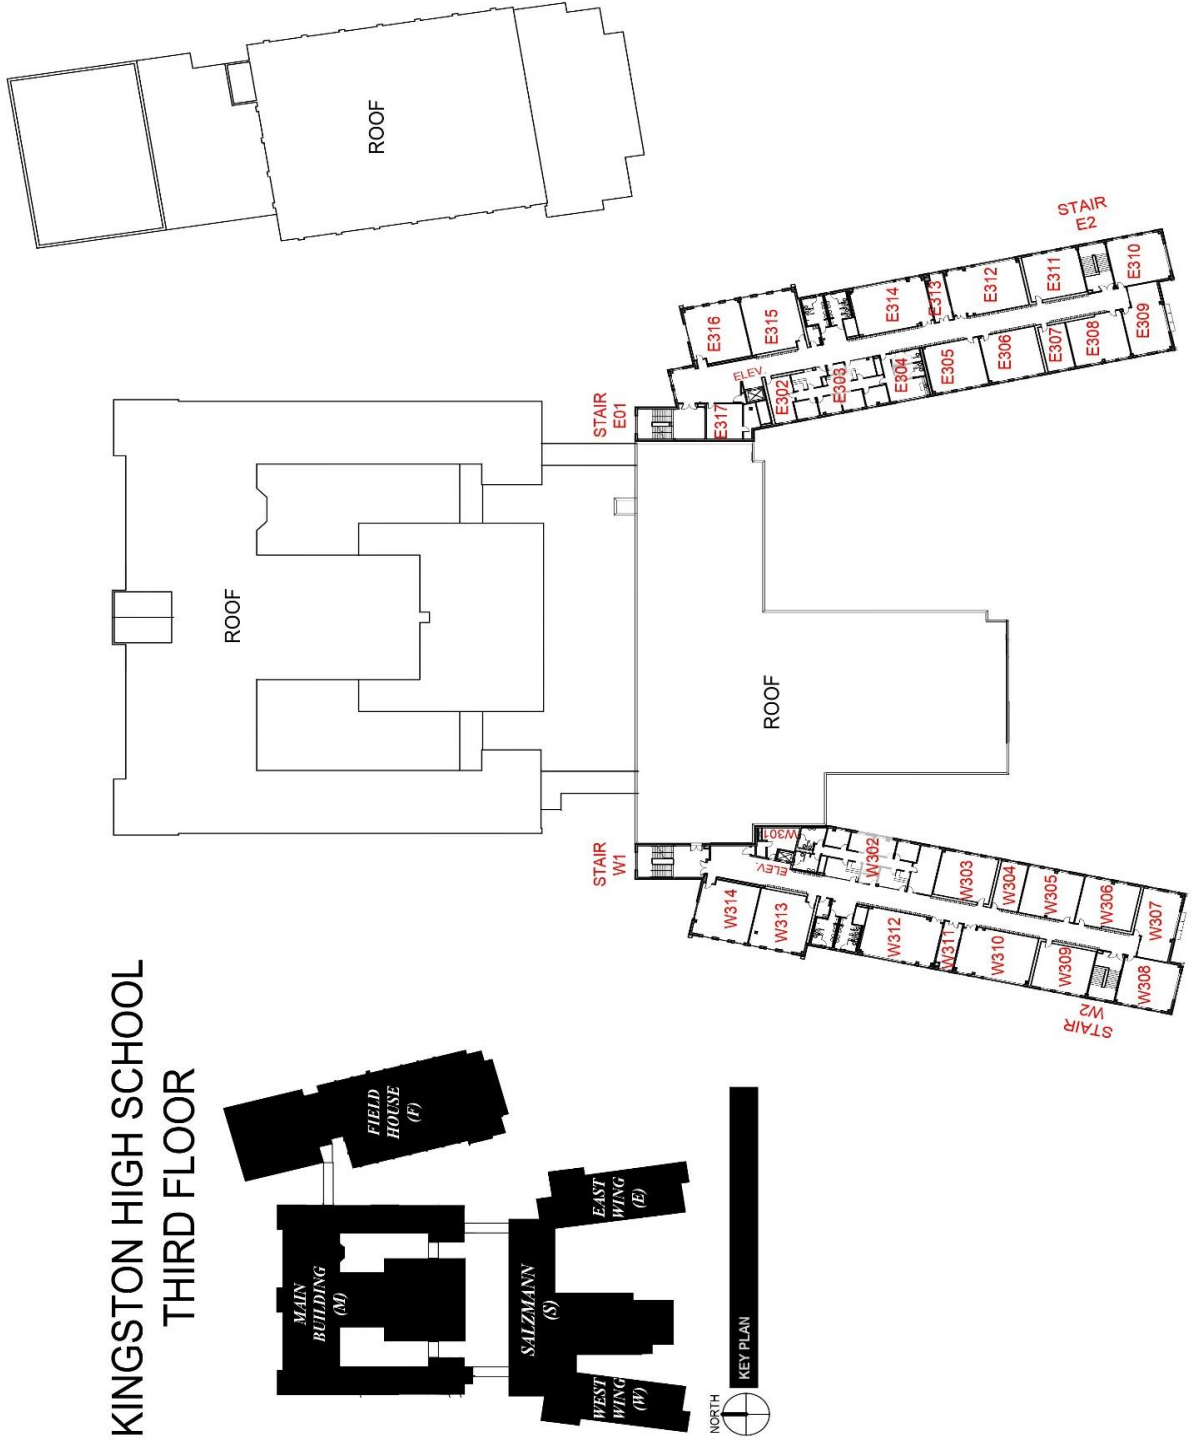 KINGSTON HIGH SCHOOL
THIRD FLOOR
ROOF
ROOF
ROOF
STAIR
E01
STAIR
E2
ELEV.
E302
E303
E304
E305
E306
E307
E308
E309
E310
E311
E312
E313
E314
E315
E316
E317
STAIR
W1
STAIR
W2
ELEV.
W301
W302
W303
W304
W305
W306
W307
W308
W309
W310
W311
W312
W313
W314
MAIN
BUILDING
(M)
FIELD
HOUSE
(F)
SALZMANN
(S)
EAST
WING
(E)
WEST
WING
(W)
NORTH
KEY PLAN